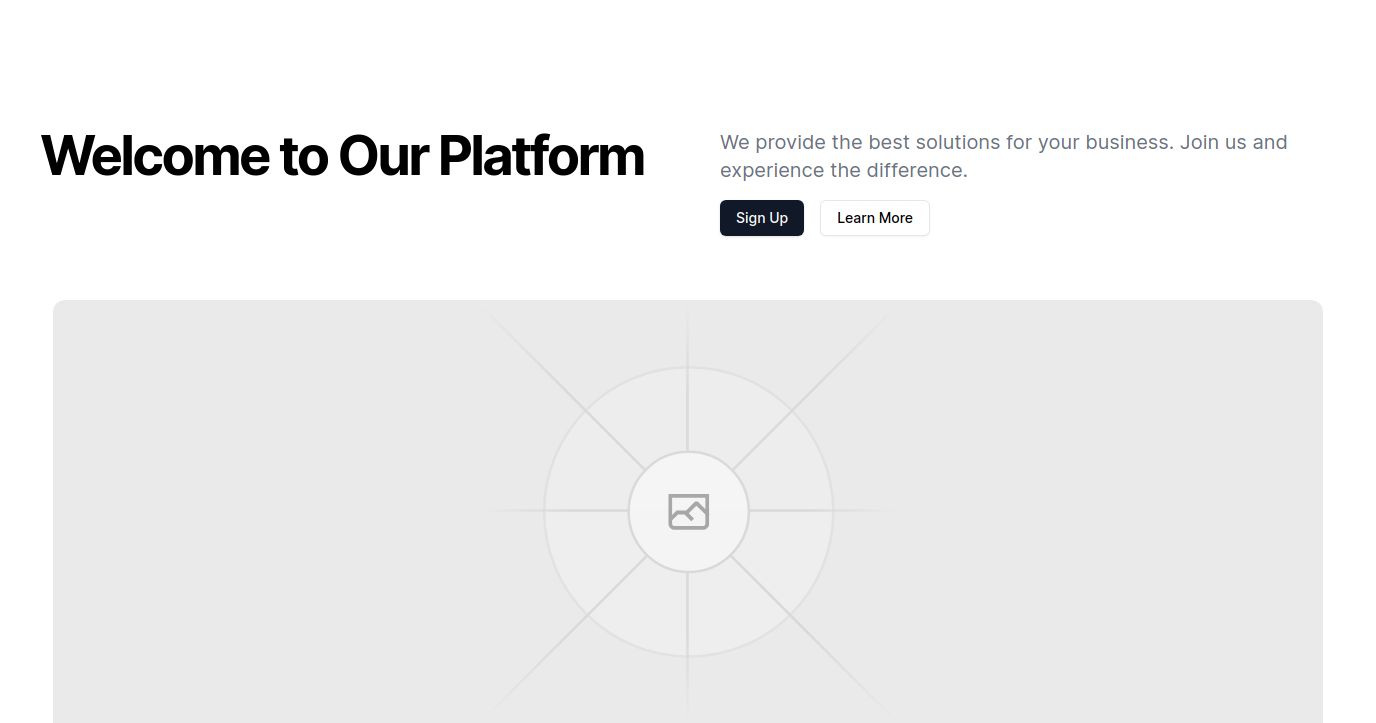 Welcome to Our Platform
We provide the best solutions for your business. Join us and
experience the difference.
Sign Up
Learn More